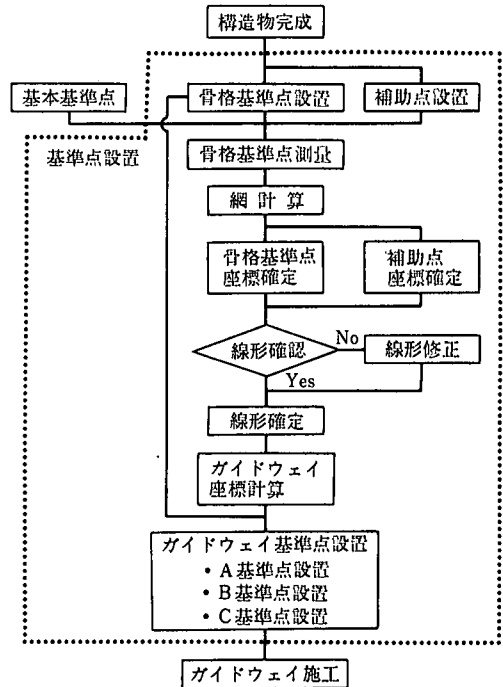 構造物完成
基本基準点
骨格基準点設置
補助点設置
基準点設置
骨格基準点測量
網計算
骨格基準点
座標確定
補助点
座標確定
線形確認
No
線形修正
Yes
線形確定
ガイドウェイ
座標計算
ガイドウェイ基準点設置
・A基準点設置
・B基準点設置
・C基準点設置
ガイドウェイ施工